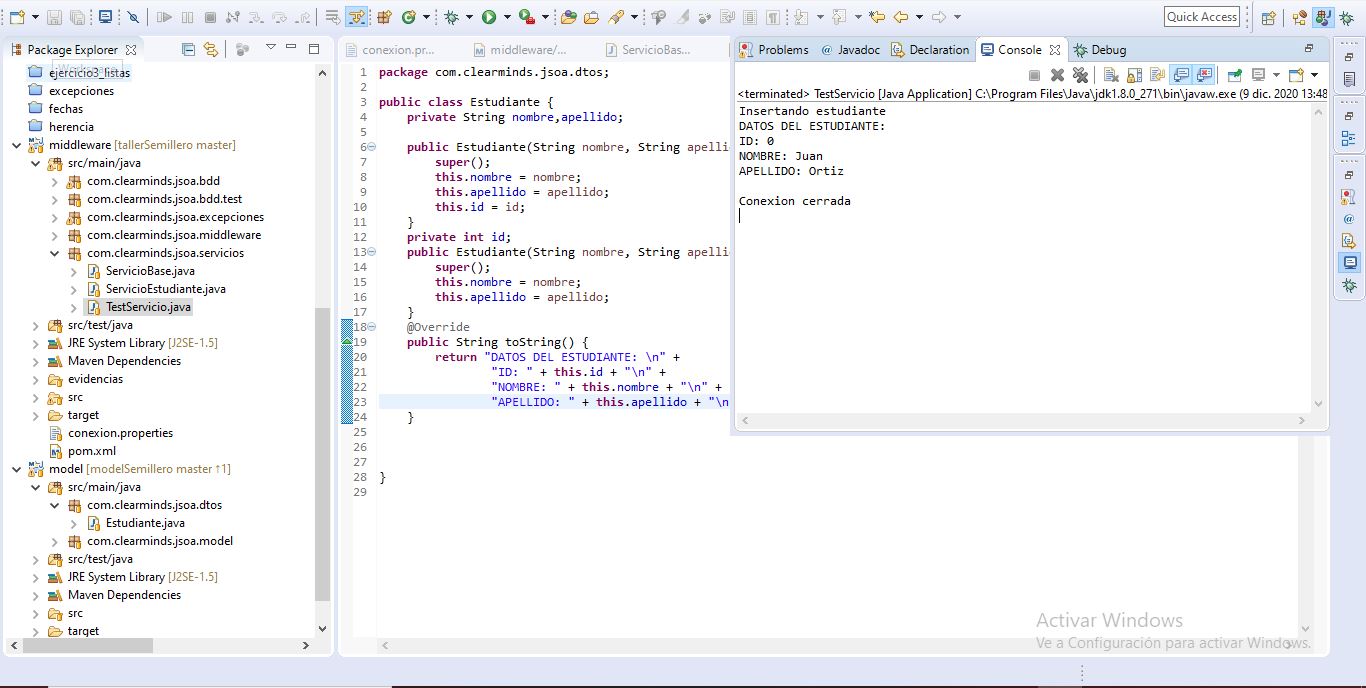 Quick Access
Package Explorer
ejercicio3_listas
excepciones
fechas
herencia
middleware [tallerSemillero master]
src/main/java
com.clearminds.jsoa.bdd
com.clearminds.jsoa.bdd.test
com.clearminds.jsoa.excepciones
com.clearminds.jsoa.middleware
com.clearminds.jsoa.servicios
ServicioBase.java
ServicioEstudiante.java
TestServicio.java
src/test/java
JRE System Library [J2SE-1.5]
Maven Dependencies
evidencias
src
target
conexion.properties
pom.xml
model [modelSemillero master ↑1]
src/main/java
com.clearminds.jsoa.dtos
Estudiante.java
com.clearminds.jsoa.model
src/test/java
JRE System Library [J2SE-1.5]
Maven Dependencies
src
target
conexion.pr...
middleware/...
ServicioBas...
1 package com.clearminds.jsoa.dtos;
2
3 public class Estudiante {
4 private String nombre,apellido;
5
6 public Estudiante(String nombre, String apelli
7 super();
8 this.nombre = nombre;
9 this.apellido = apellido;
10 this.id = id;
11 }
12 private int id;
13 public Estudiante(String nombre, String apelli
14 super();
15 this.nombre = nombre;
16 this.apellido = apellido;
17 }
18 @Override
19 public String toString() {
20 return "DATOS DEL ESTUDIANTE: \n" +
21 "ID: " + this.id + "\n" +
22 "NOMBRE: " + this.nombre + "\n" +
23 "APELLIDO: " + this.apellido + "\n
24 }
25
26
27
28 }
29
Problems
@ Javadoc
Declaration
Console
Debug
<terminated> TestServicio [Java Application] C:\Program Files\Java\jdk1.8.0_271\bin\javaw.exe (9 dic. 2020 13:48
Insertando estudiante
DATOS DEL ESTUDIANTE:
ID: 0
NOMBRE: Juan
APELLIDO: Ortiz
Conexion cerrada
Activar Windows
Ve a Configuración para activar Windows.